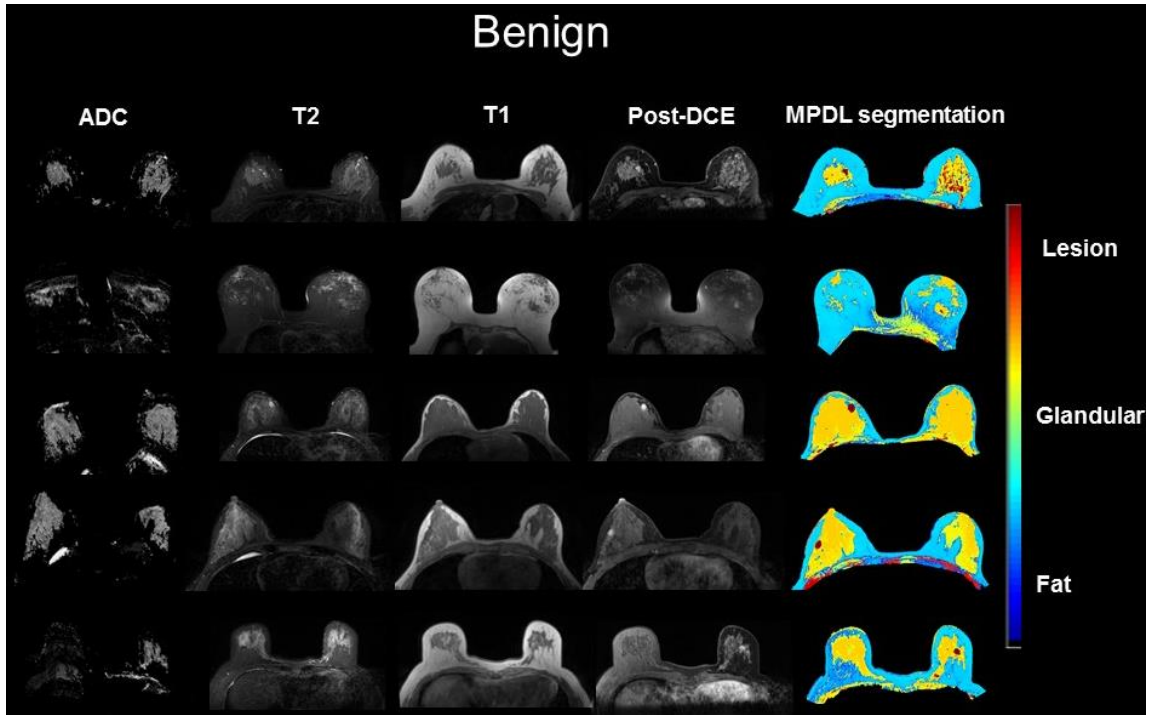 Benign
ADC
T2
T1
Post-DCE
MPDL segmentation
Lesion
Glandular
Fat